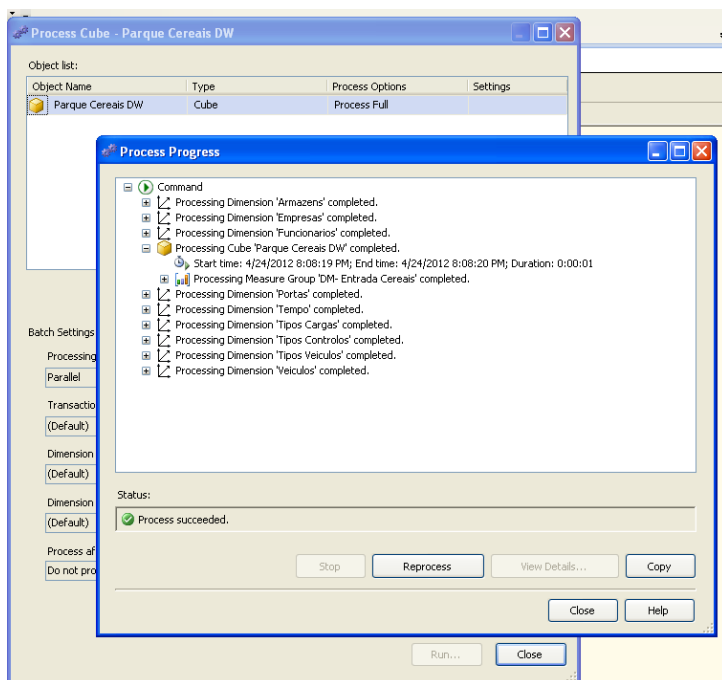 Process Cube - Parque Cereais DW
Object list:
Object Name Type Process Options Settings
Parque Cereais DW Cube Process Full
Process Progress
Command
Processing Dimension 'Armazens' completed.
Processing Dimension 'Empresas' completed.
Processing Dimension 'Funcionarios' completed.
Processing Cube 'Parque Cereais DW' completed.
Start time: 4/24/2012 8:08:19 PM; End time: 4/24/2012 8:08:20 PM; Duration: 0:00:01
Processing Measure Group 'DM- Entrada Cereais' completed.
Processing Dimension 'Portas' completed.
Processing Dimension 'Tempo' completed.
Processing Dimension 'Tipos Cargas' completed.
Processing Dimension 'Tipos Controlos' completed.
Processing Dimension 'Tipos Veiculos' completed.
Processing Dimension 'Veiculos' completed.
Batch Settings
Processing
Parallel
Transactio
(Default)
Dimension
(Default)
Dimension
(Default)
Process af
Do not pro
Status:
Process succeeded.
Stop Reprocess View Details... Copy
Close Help
Run... Close